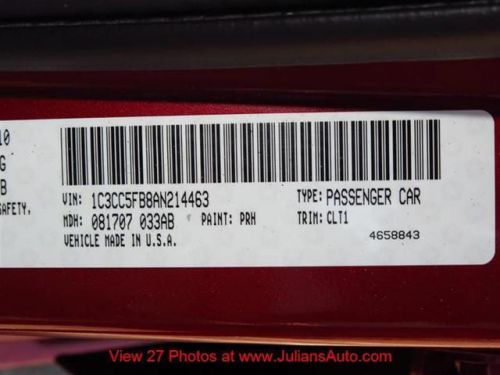 10
G
B
SAFETY,
VIN: 1C3CC5FB8AN214463
TYPE: PASSENGER CAR
MDH: 081707 033AB
PAINT: PRH
TRIM: CLT1
VEHICLE MADE IN U.S.A.
4658843
View 27 Photos at www.JuliansAuto.com